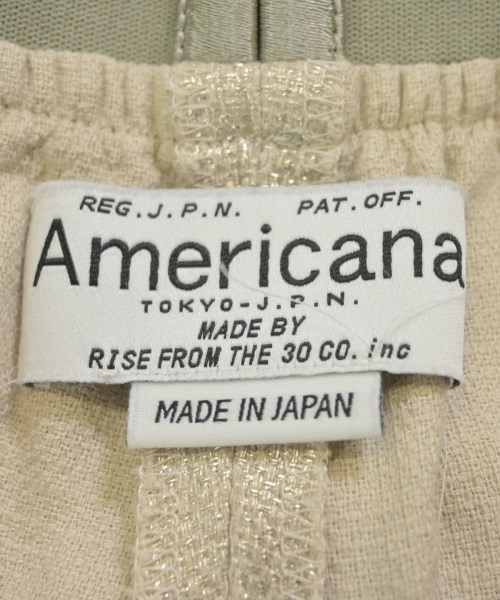 REG.J.P.N. PAT.OFF.
Americana
TOKYO-J.P.N.
MADE BY
RISE FROM THE 30 CO. inc
MADE IN JAPAN